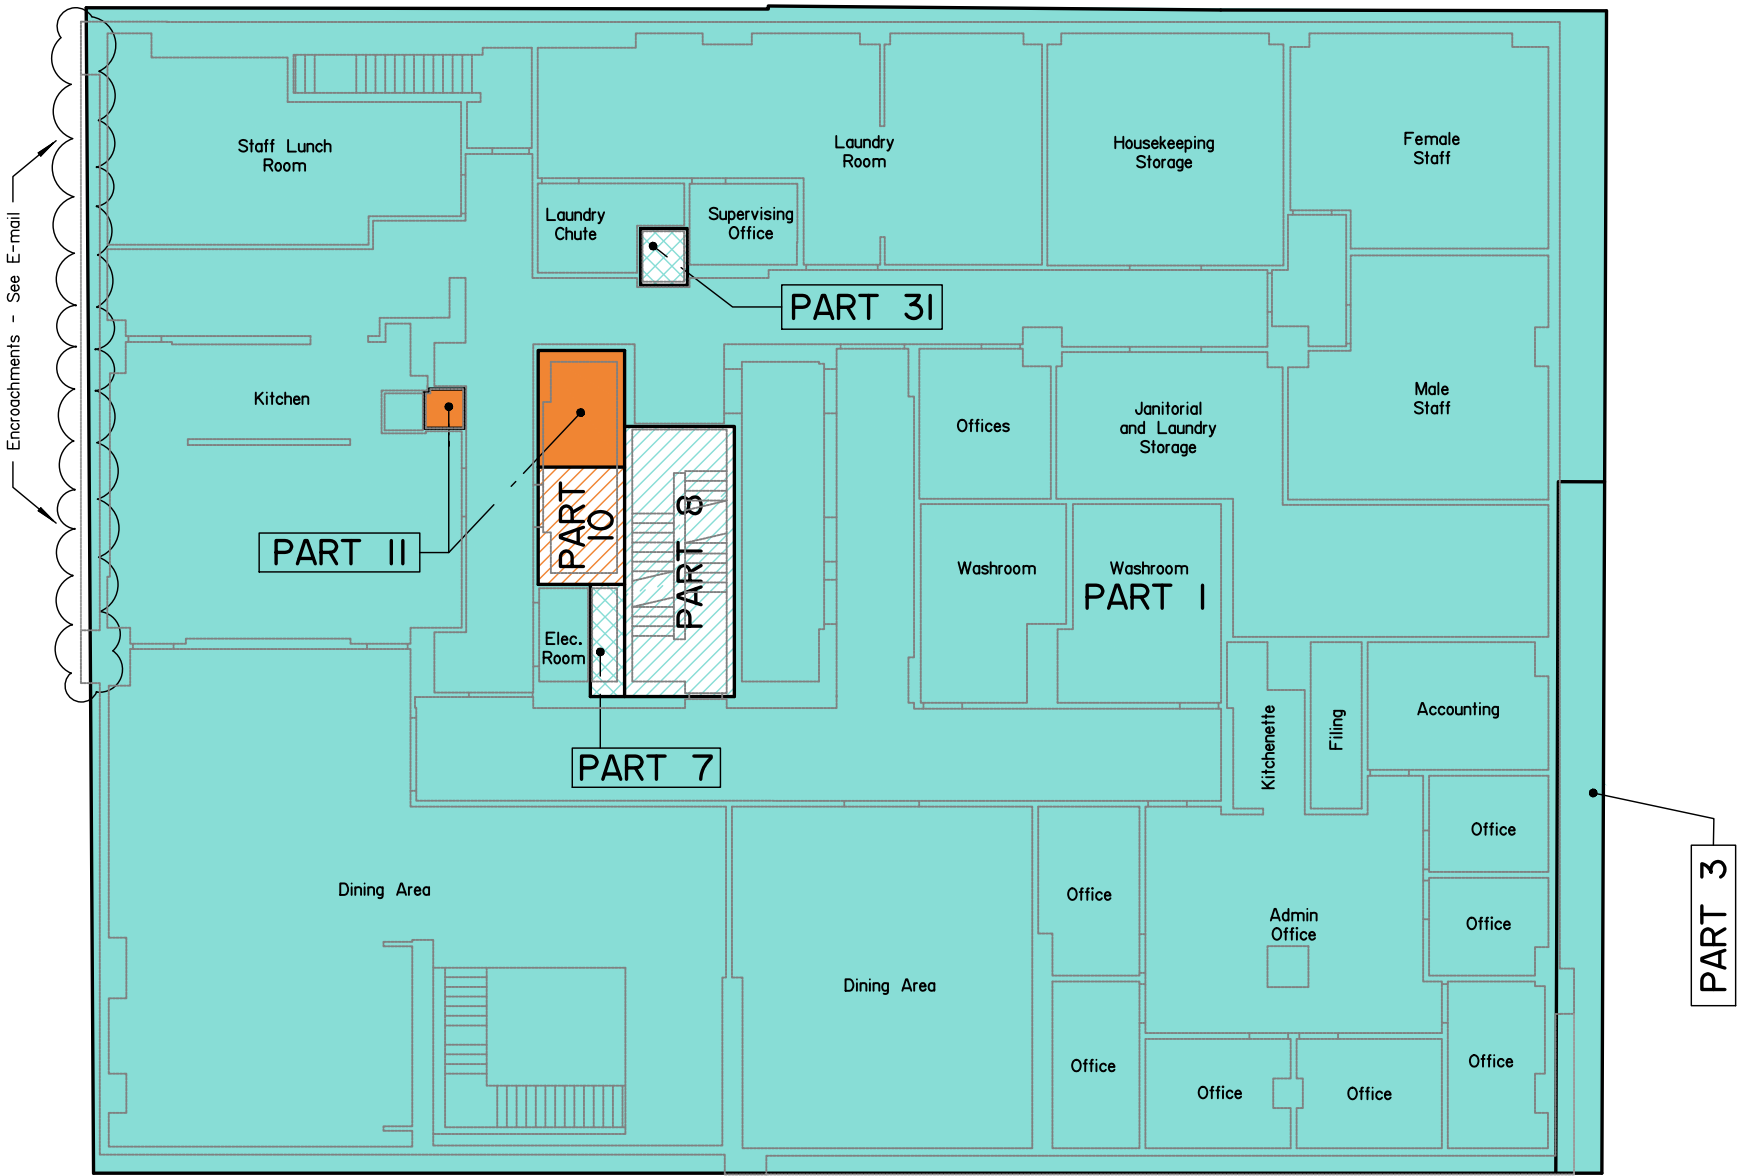 Encroachments - See E-mail
Staff Lunch
Room
Laundry
Room
Housekeeping
Storage
Female
Staff
Laundry
Chute
Supervising
Office
PART 31
Kitchen
Offices
Janitorial
and Laundry
Storage
Male
Staff
PART 11
PART
10
PART 8
Washroom
Washroom
PART 1
Elec.
Room
PART 7
Kitchenette
Filing
Accounting
Office
PART 3
Dining Area
Office
Admin
Office
Office
Dining Area
Office
Office
Office
Office